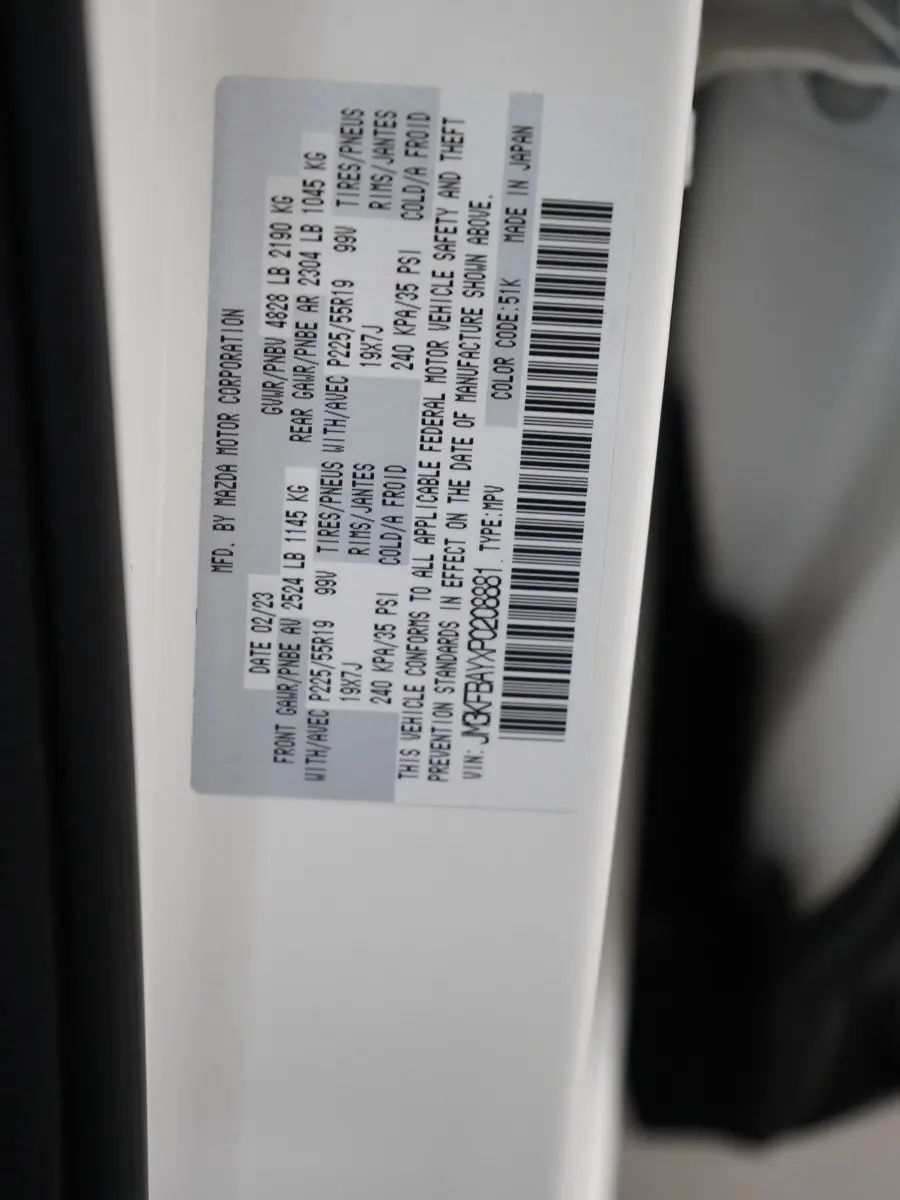 MFD. BY MAZDA MOTOR CORPORATION
DATE 02/23 GVWR/PNBV 4828 LB 2190 KG
FRONT GAWR/PNBE AV 2524 LB 1145 KG REAR GAWR/PNBE AR 2304 LB 1045 KG
WITH/AVEC P225/55R19 99V TIRES/PNEUS WITH/AVEC P225/55R19 99V TIRES/PNEUS
19X7J RIMS/JANTES 19X7J RIMS/JANTES
240 KPA/35 PSI COLD/A FROID 240 KPA/35 PSI COLD/A FROID
THIS VEHICLE CONFORMS TO ALL APPLICABLE FEDERAL MOTOR VEHICLE SAFETY AND THEFT
PREVENTION STANDARDS IN EFFECT ON THE DATE OF MANUFACTURE SHOWN ABOVE.
VIN: JM3KFBAYXP0208881 TYPE:MPV COLOR CODE:51K MADE IN JAPAN